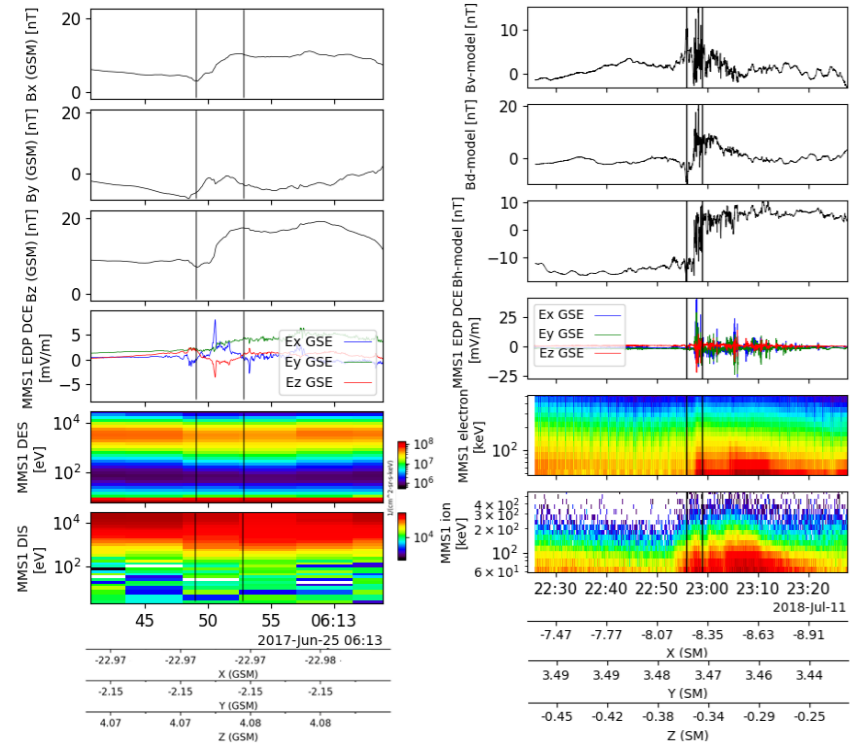 Bx (GSM) [nT]
20
0
By (GSM) [nT]
0
Bz (GSM) [nT]
20
0
MMS1 EDP DCE
[mV/m]
5
0
−5
Ex GSE
Ey GSE
Ez GSE
MMS1 DES
[eV]
10^4
10^2
10^8
10^7
10^6
1/(cm^2-sr-s-keV)
MMS1 DIS
[eV]
10^2
10^4
45
50
55
06:13
2017-Jun-25 06:13
-22.97
-22.97
-22.97
-22.98
X (GSM)
-2.15
-2.15
-2.15
-2.15
Y (GSM)
4.07
4.07
4.08
4.08
Z (GSM)
Bv-model [nT]
10
0
Bd-model [nT]
20
0
Bh-model [nT]
10
−10
MMS1 EDP DCE
[mV/m]
25
0
−25
Ex GSE
Ey GSE
Ez GSE
MMS1 electron
[keV]
10^2
MMS1 ion
[keV]
4 × 10^2
3 × 10^2
2 × 10^2
10^2
6 × 10^1
22:30
22:40
22:50
23:00
23:10
23:20
2018-Jul-11
-7.47
-7.77
-8.07
-8.35
-8.63
-8.91
X (SM)
3.49
3.49
3.48
3.47
3.46
3.44
Y (SM)
-0.45
-0.42
-0.38
-0.34
-0.29
-0.25
Z (SM)